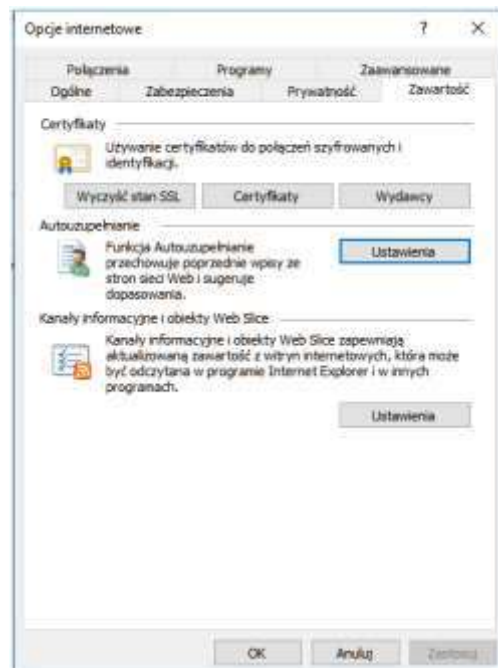 Opcje internetowe ? ×
Połączenia Programy Zaawansowane
Ogólne Zabezpieczenia Prywatność Zawartość
Certyfikaty
Używanie certyfikatów do połączeń szyfrowanych i
identyfikacji.
Wyczyść stan SSL Certyfikaty Wydawcy
Autouzupełnianie
Funkcja Autouzupełnianie
przechowuje poprzednie wpisy ze
stron sieci Web i sugeruje
dopasowania.
Ustawienia
Kanały informacyjne i obiekty Web Slice
Kanały informacyjne i obiekty Web Slice zapewniają
aktualizowaną zawartość z witryn internetowych, która może
być odczytana w programie Internet Explorer i w innych
programach.
Ustawienia
OK Anuluj Zastosuj